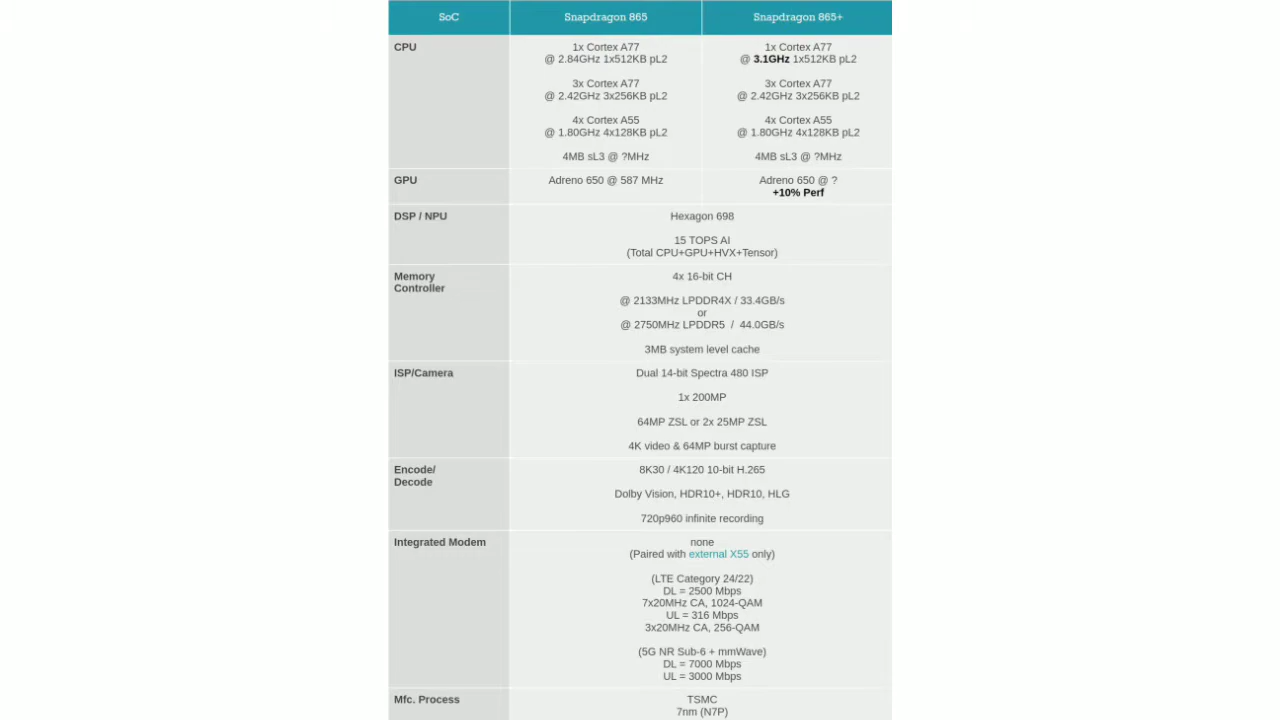 SoC Snapdragon 865 Snapdragon 865+
CPU 1x Cortex A77 1x Cortex A77
@ 2.84GHz 1x512KB pL2 @ 3.1GHz 1x512KB pL2
3x Cortex A77 3x Cortex A77
@ 2.42GHz 3x256KB pL2 @ 2.42GHz 3x256KB pL2
4x Cortex A55 4x Cortex A55
@ 1.80GHz 4x128KB pL2 @ 1.80GHz 4x128KB pL2
4MB sL3 @ ?MHz 4MB sL3 @ ?MHz
GPU Adreno 650 @ 587 MHz Adreno 650 @ ?
+10% Perf
DSP / NPU Hexagon 698
15 TOPS AI
(Total CPU+GPU+HVX+Tensor)
Memory 4x 16-bit CH
Controller
@ 2133MHz LPDDR4X / 33.4GB/s
or
@ 2750MHz LPDDR5 / 44.0GB/s
3MB system level cache
ISP/Camera Dual 14-bit Spectra 480 ISP
1x 200MP
64MP ZSL or 2x 25MP ZSL
4K video & 64MP burst capture
Encode/ 8K30 / 4K120 10-bit H.265
Decode
Dolby Vision, HDR10+, HDR10, HLG
720p960 infinite recording
Integrated Modem none
(Paired with external X55 only)
(LTE Category 24/22)
DL = 2500 Mbps
7x20MHz CA, 1024-QAM
UL = 316 Mbps
3x20MHz CA, 256-QAM
(5G NR Sub-6 + mmWave)
DL = 7000 Mbps
UL = 3000 Mbps
Mfc. Process TSMC
7nm (N7P)